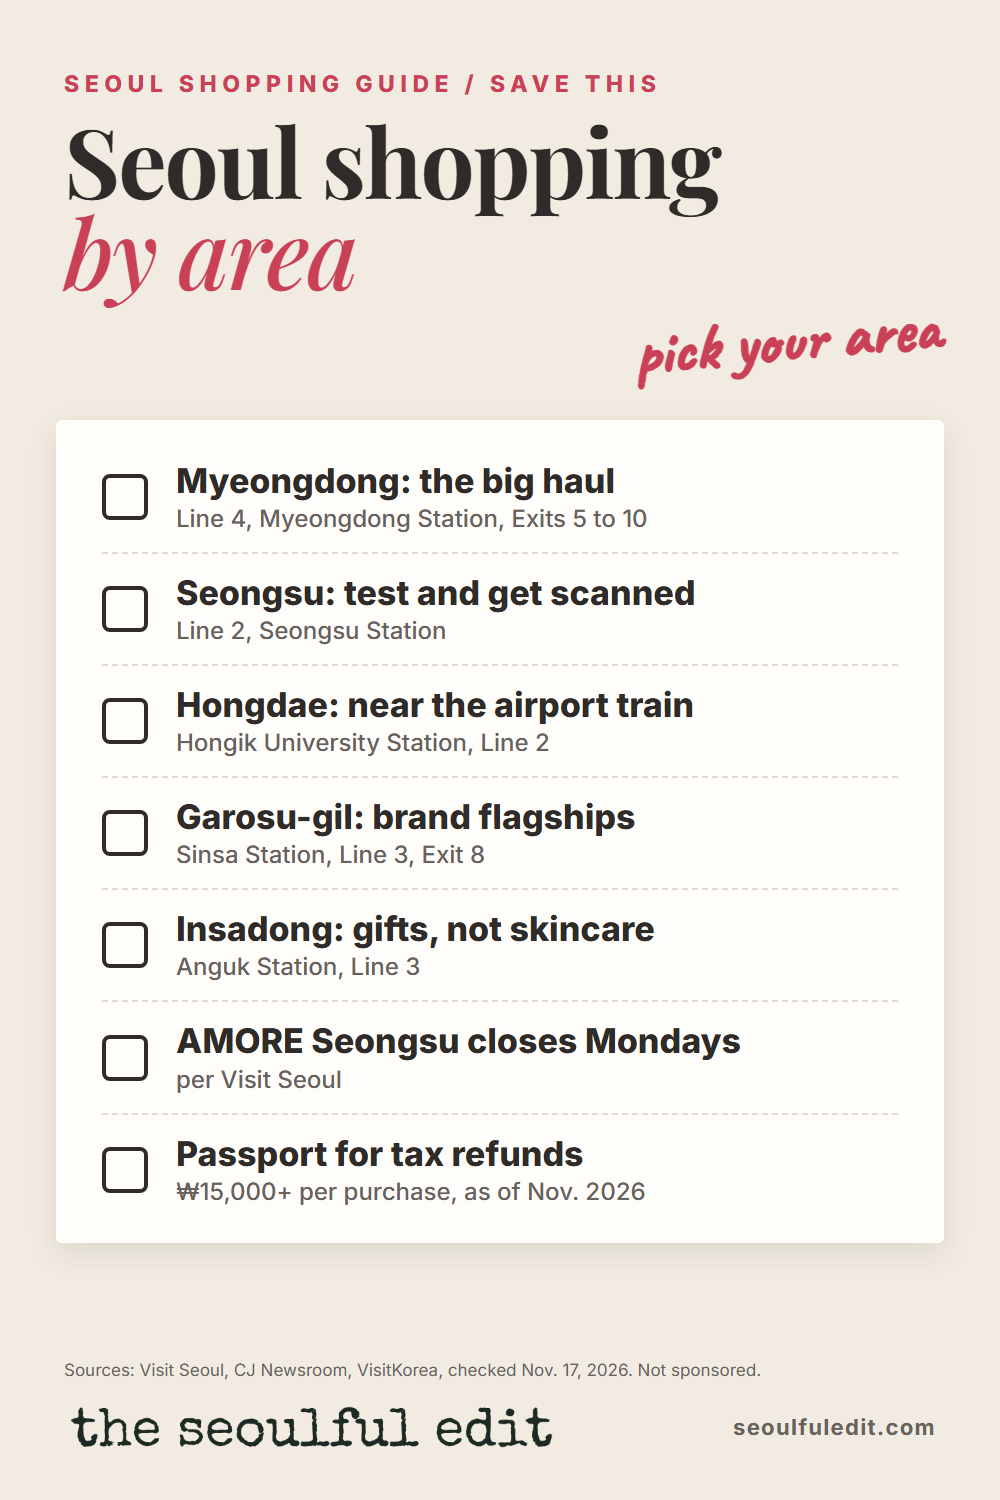 SEOUL SHOPPING GUIDE / SAVE THIS
Seoul shopping
by area
pick your area
Myeongdong: the big haul
Line 4, Myeongdong Station, Exits 5 to 10
Seongsu: test and get scanned
Line 2, Seongsu Station
Hongdae: near the airport train
Hongik University Station, Line 2
Garosu-gil: brand flagships
Sinsa Station, Line 3, Exit 8
Insadong: gifts, not skincare
Anguk Station, Line 3
AMORE Seongsu closes Mondays
per Visit Seoul
Passport for tax refunds
₩15,000+ per purchase, as of Nov. 2026
Sources: Visit Seoul, CJ Newsroom, VisitKorea, checked Nov. 17, 2026. Not sponsored.
the seoulful edit
seoulfuledit.com